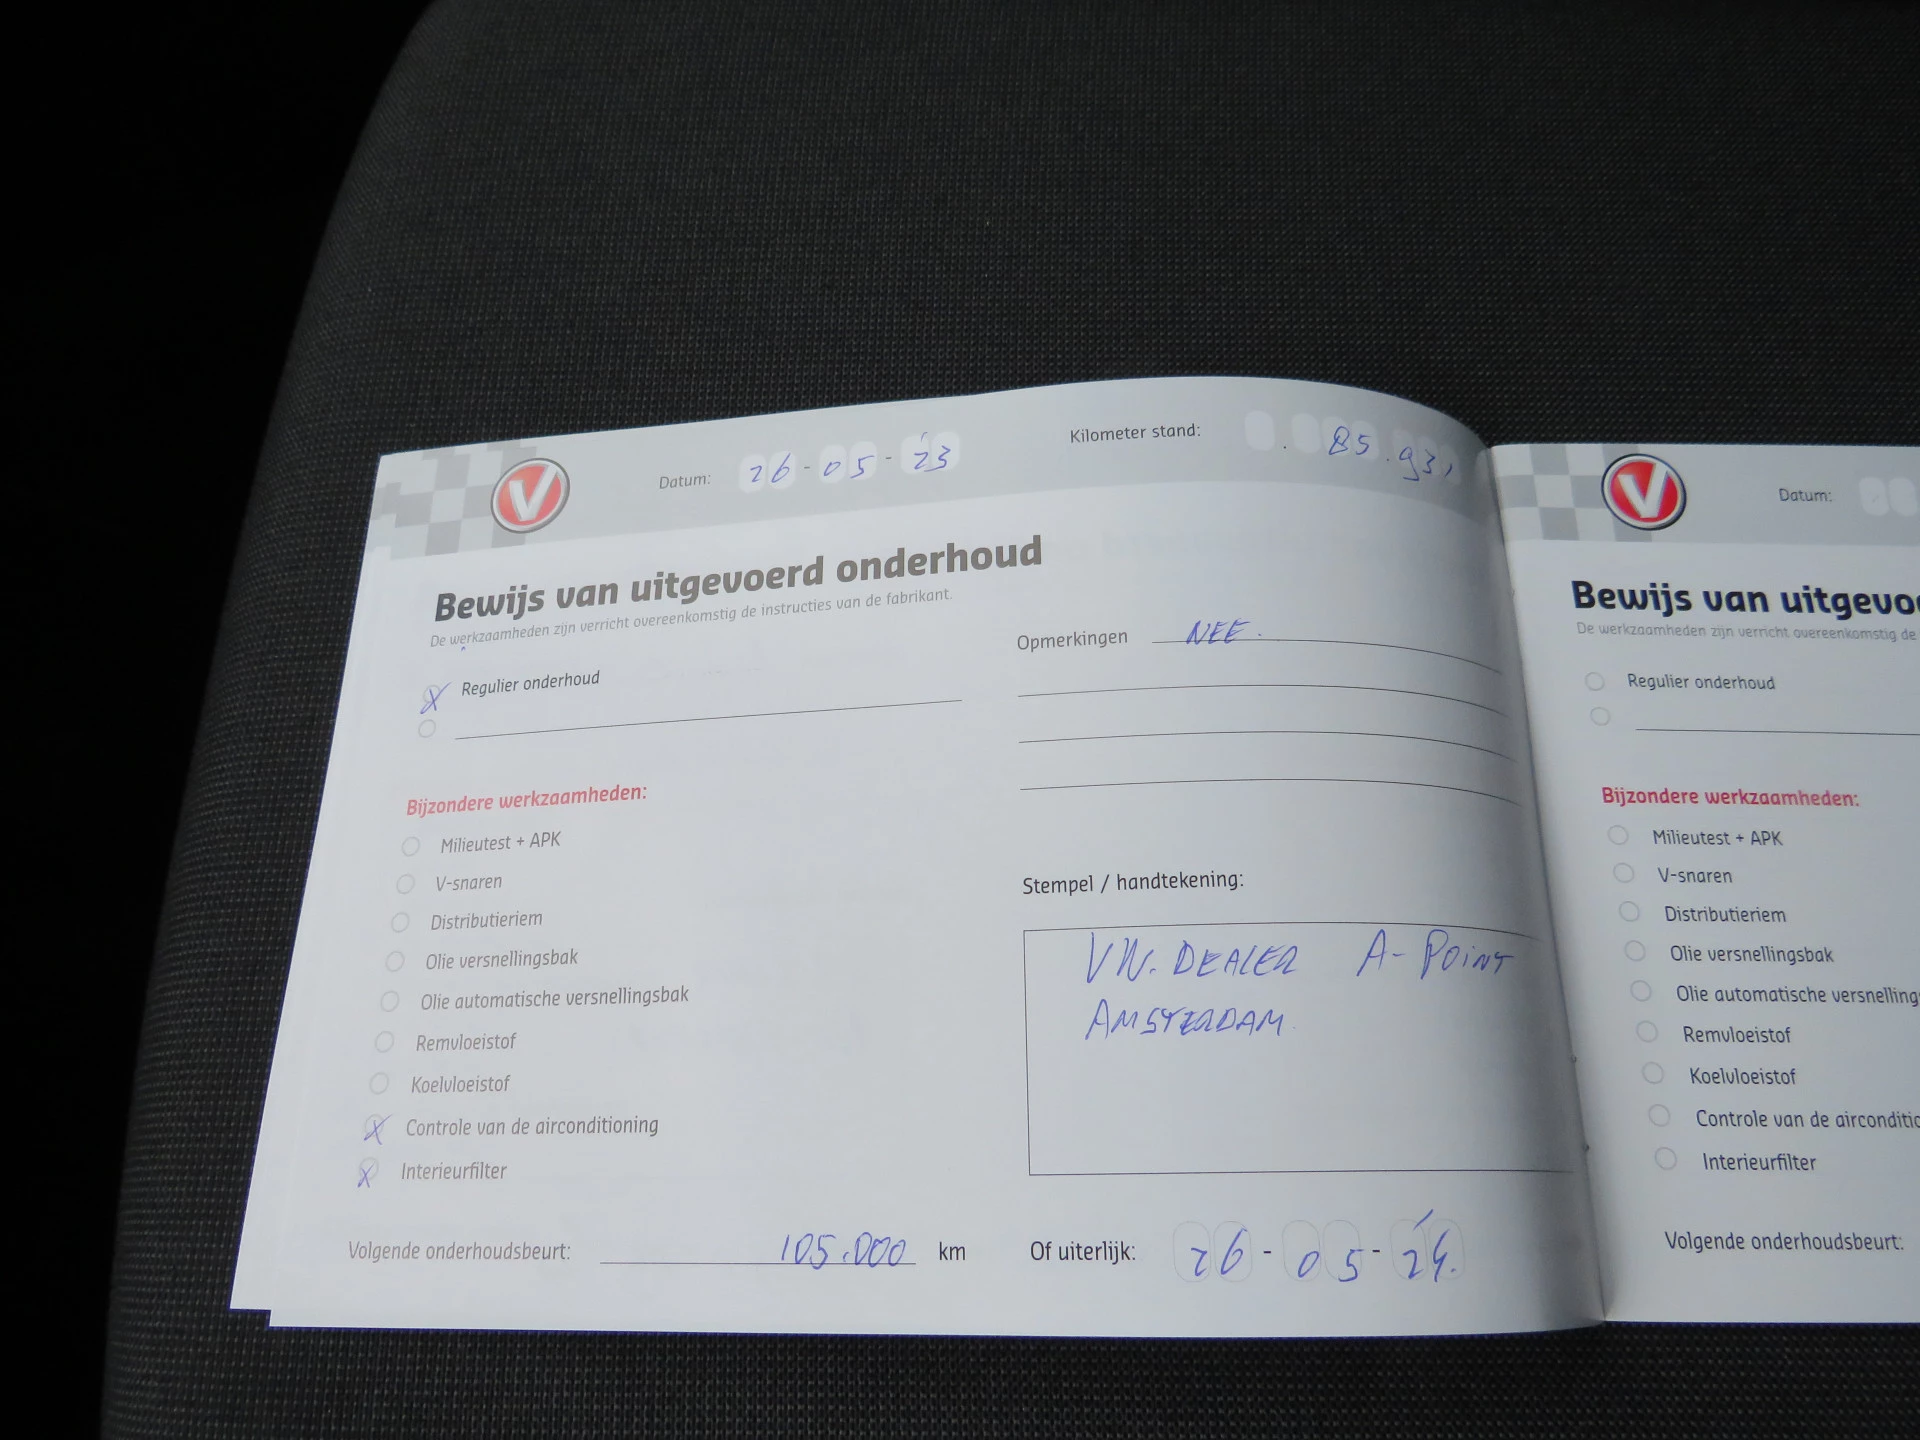 V
Datum: 26-05-'23
Kilometer stand: 85.93
Bewijs van uitgevoerd onderhoud
De werkzaamheden zijn verricht overeenkomstig de instructies van de fabrikant.
X Regulier onderhoud
Opmerkingen NEE.
Bijzondere werkzaamheden:
Milieutest + APK
V-snaren
Distributieriem
Olie versnellingsbak
Olie automatische versnellingsbak
Remvloeistof
Koelvloeistof
X Controle van de airconditioning
X Interieurfilter
Stempel / handtekening:
VW. DEALER A-POINT
AMSTERDAM.
Volgende onderhoudsbeurt: 105.000 km
Of uiterlijk: 26-05-'24.
V
Datum:
Bewijs van uitgevo
De werkzaamheden zijn verricht overeenkomstig de
Regulier onderhoud
Bijzondere werkzaamheden:
Milieutest + APK
V-snaren
Distributieriem
Olie versnellingsbak
Olie automatische versnelling
Remvloeistof
Koelvloeistof
Controle van de airconditio
Interieurfilter
Volgende onderhoudsbeurt: